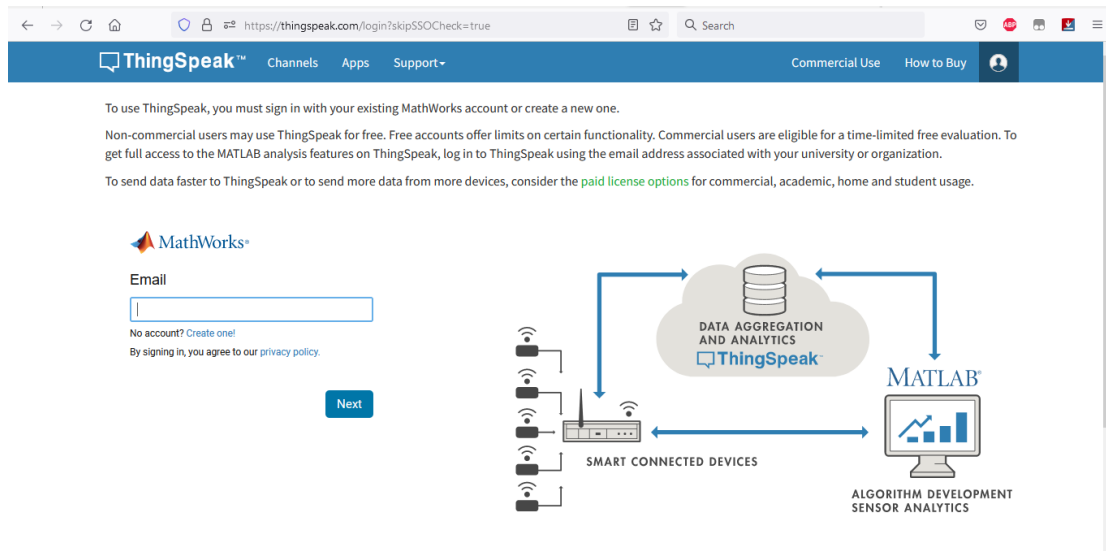 https://thingspeak.com/login?skipSSOCheck=true
Search
ABP
ThingSpeak™ Channels Apps Support Commercial Use How to Buy
To use ThingSpeak, you must sign in with your existing MathWorks account or create a new one.
Non-commercial users may use ThingSpeak for free. Free accounts offer limits on certain functionality. Commercial users are eligible for a time-limited free evaluation. To
get full access to the MATLAB analysis features on ThingSpeak, log in to ThingSpeak using the email address associated with your university or organization.
To send data faster to ThingSpeak or to send more data from more devices, consider the paid license options for commercial, academic, home and student usage.
MathWorks®
Email
No account? Create one!
By signing in, you agree to our privacy policy.
Next
DATA AGGREGATION
AND ANALYTICS
ThingSpeak™
MATLAB®
SMART CONNECTED DEVICES
ALGORITHM DEVELOPMENT
SENSOR ANALYTICS